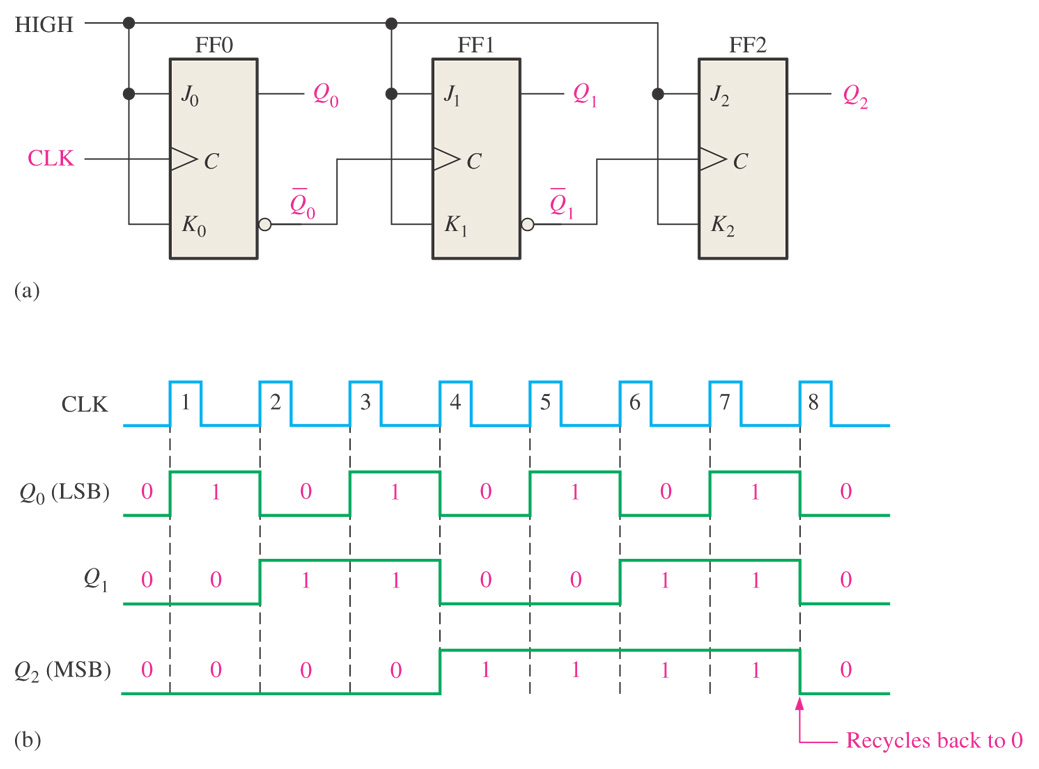 HIGH
FF0 FF1 FF2
J₀ Q₀ J₁ Q₁ J₂ Q₂
CLK C C C
Q̅₀ Q̅₁
K₀ K₁ K₂
(a)
CLK 1 2 3 4 5 6 7 8
Q₀ (LSB) 0 1 0 1 0 1 0 1 0
Q₁ 0 0 1 1 0 0 1 1 0
Q₂ (MSB) 0 0 0 0 1 1 1 1 0
(b) Recycles back to 0